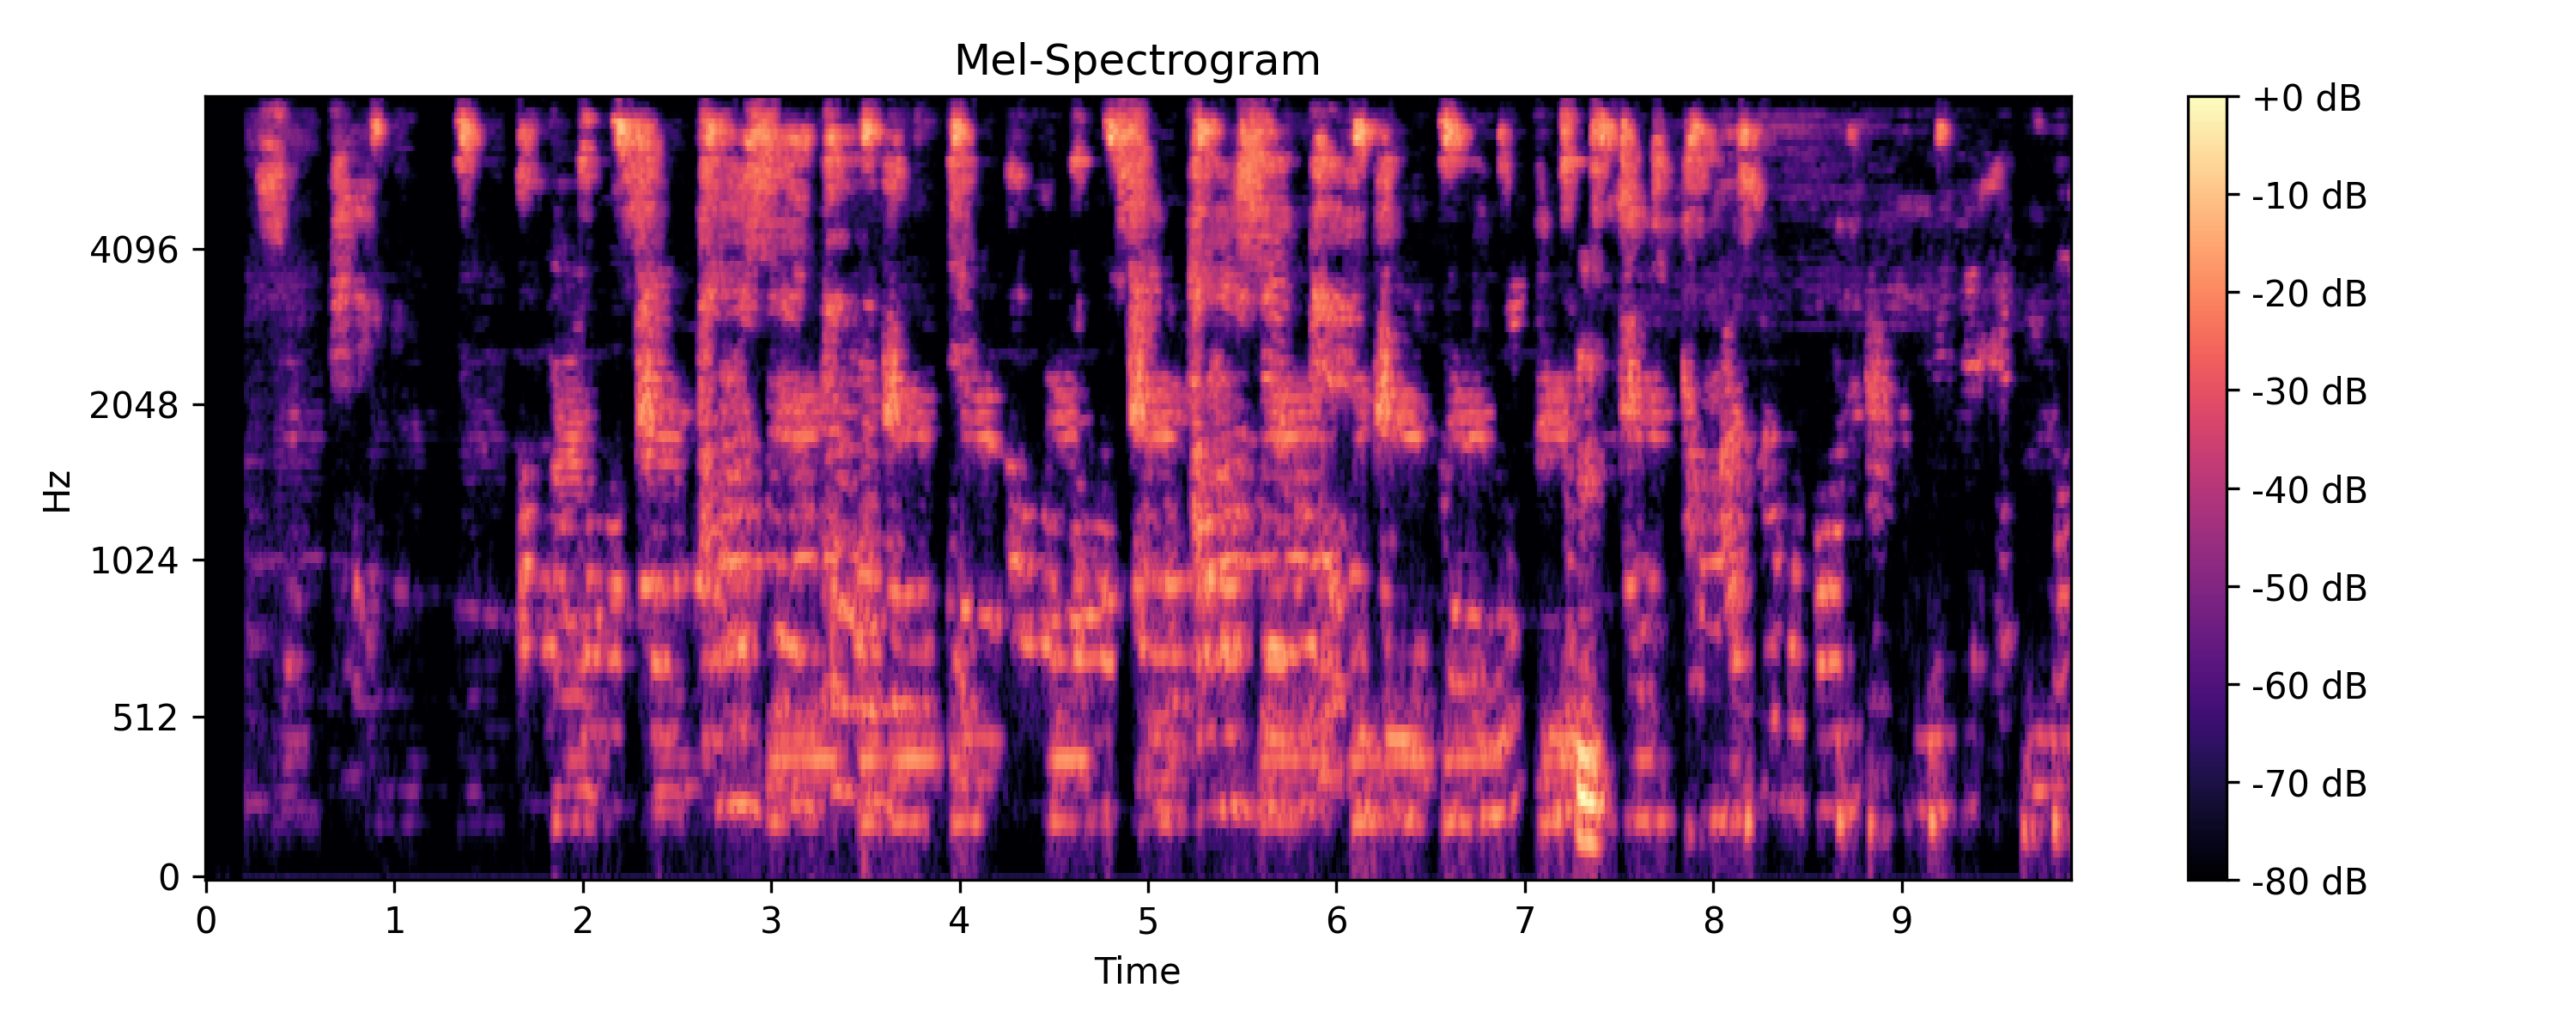 Mel-Spectrogram
+0 dB
-10 dB
-20 dB
-30 dB
-40 dB
-50 dB
-60 dB
-70 dB
-80 dB
4096
2048
1024
512
0
Hz
0 1 2 3 4 5 6 7 8 9
Time